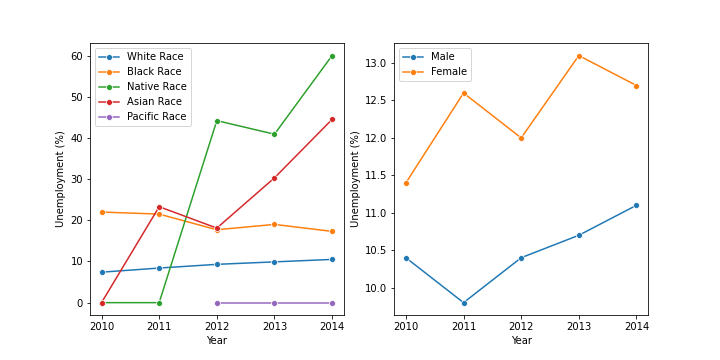 White Race
Black Race
Native Race
Asian Race
Pacific Race
60
50
40
30
20
10
0
Unemployment (%)
2010 2011 2012 2013 2014
Year
Male
Female
13.0
12.5
12.0
11.5
11.0
10.5
10.0
Unemployment (%)
2010 2011 2012 2013 2014
Year